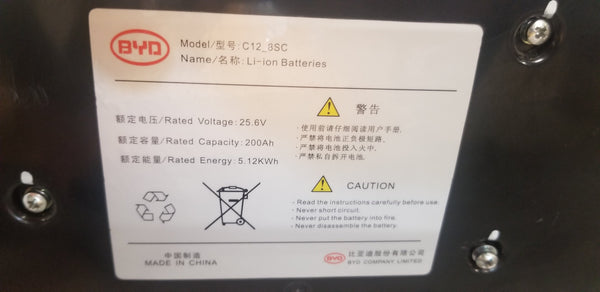 BYD
Model/型号: C12_8SC
Name/名称: Li-ion Batteries
额定电压/Rated Voltage: 25.6V
额定容量/Rated Capacity: 200Ah
额定能量/Rated Energy: 5.12KWh
警告
·使用前请仔细阅读用户手册.
·严禁将电池正负极短路.
·严禁将电池投入火中.
·严禁私自拆开电池.
CAUTION
- Read the instructions carefully before use.
- Never short circuit.
- Never put the battery into fire.
- Never disassemble the battery.
中国制造
MADE IN CHINA
BYD
比亚迪股份有限公司
BYD COMPANY LIMITED